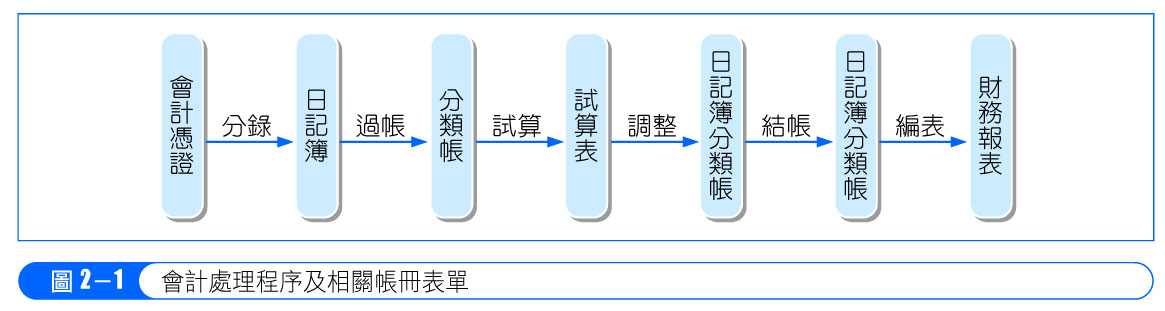 會計憑證
分錄
日記簿
過帳
分類帳
試算
試算表
調整
日記簿分類帳
結帳
日記簿分類帳
編表
財務報表
圖 2－1 會計處理程序及相關帳冊表單